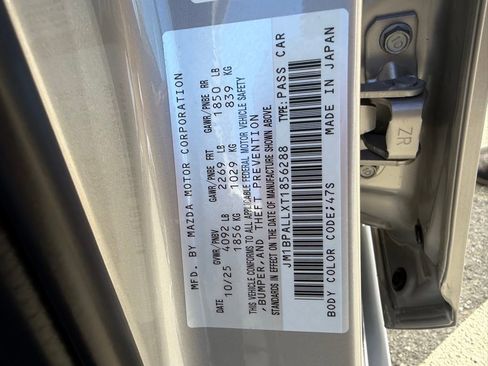 MFD. BY MAZDA MOTOR CORPORATION
DATE GVWR/PNBV GAWR/PNBE FRT GAWR/PNBE RR
10/25 4092 LB 2269 LB 1850 LB
1856 KG 1029 KG 839 KG
THIS VEHICLE CONFORMS TO ALL APPLICABLE FEDERAL MOTOR VEHICLE SAFETY
,BUMPER,AND THEFT PREVENTION
STANDARDS IN EFFECT ON THE DATE OF MANUFACTURE SHOWN ABOVE.
JM1BPALLXT1856288 TYPE:PASS CAR
BODY COLOR CODE;47S MADE IN JAPAN
ZR